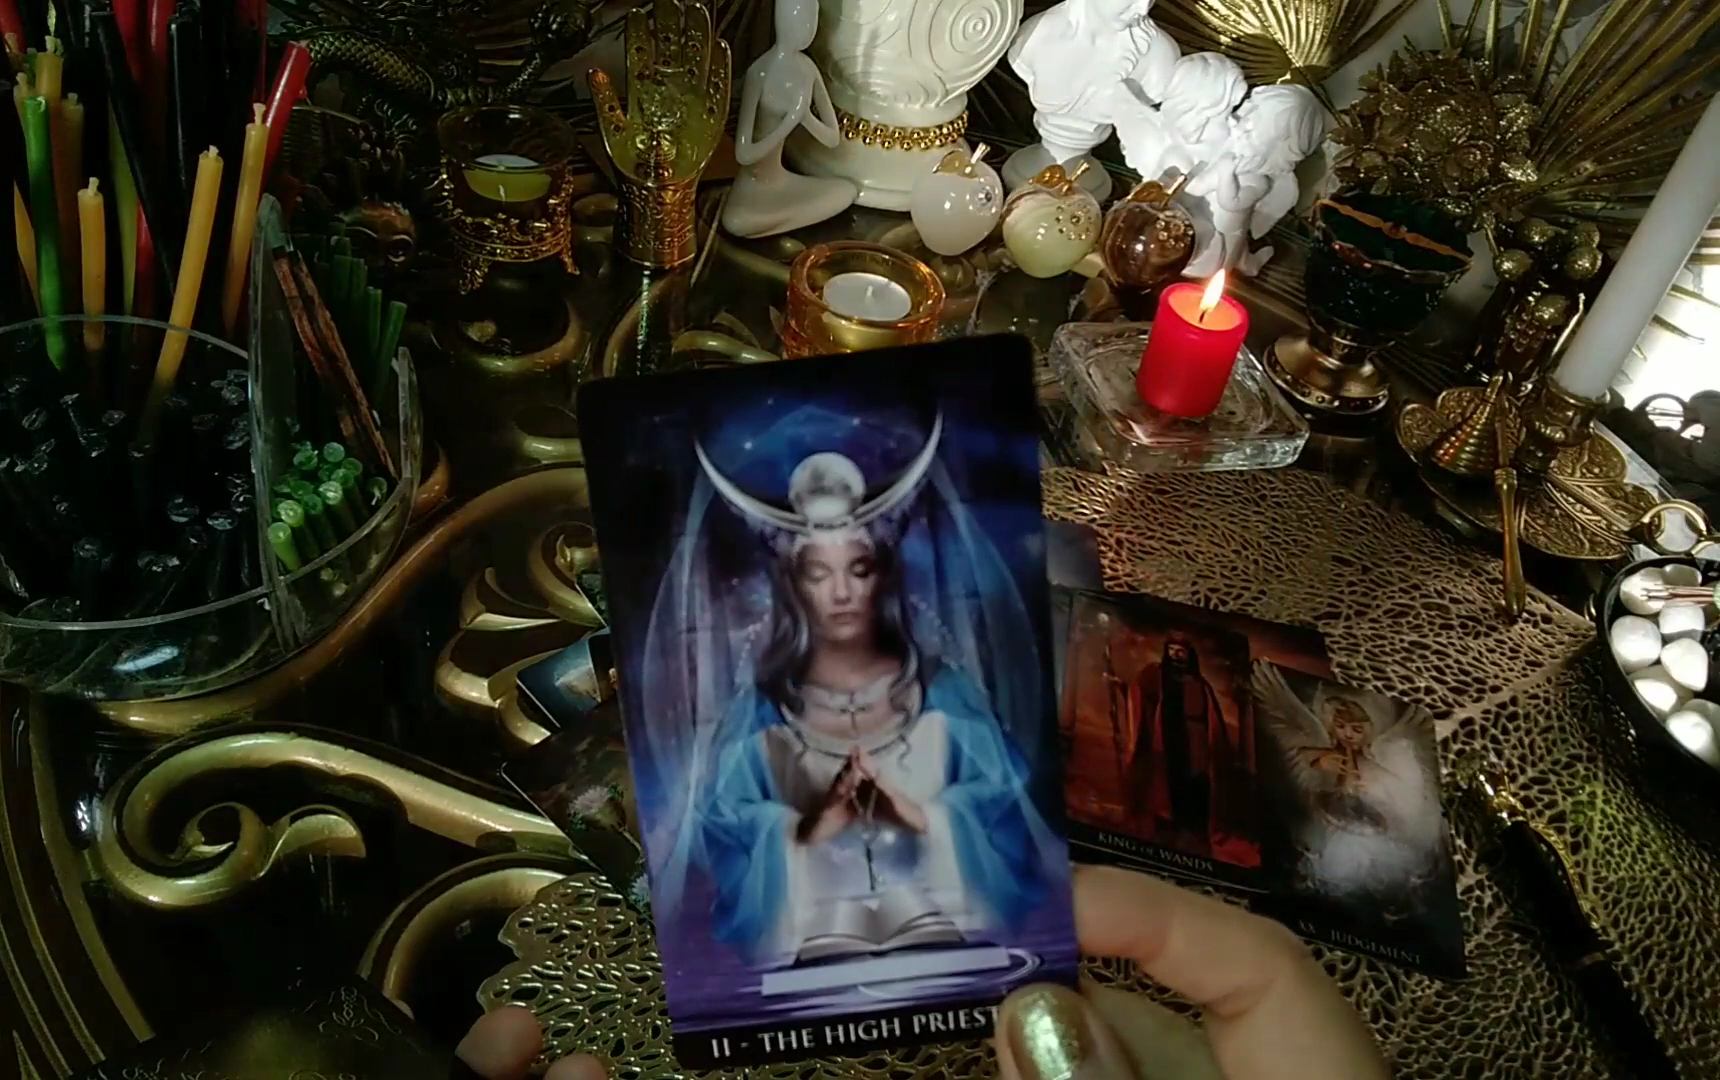 II - THE HIGH PRIEST
KING OF WANDS
XX JUDGEMENT